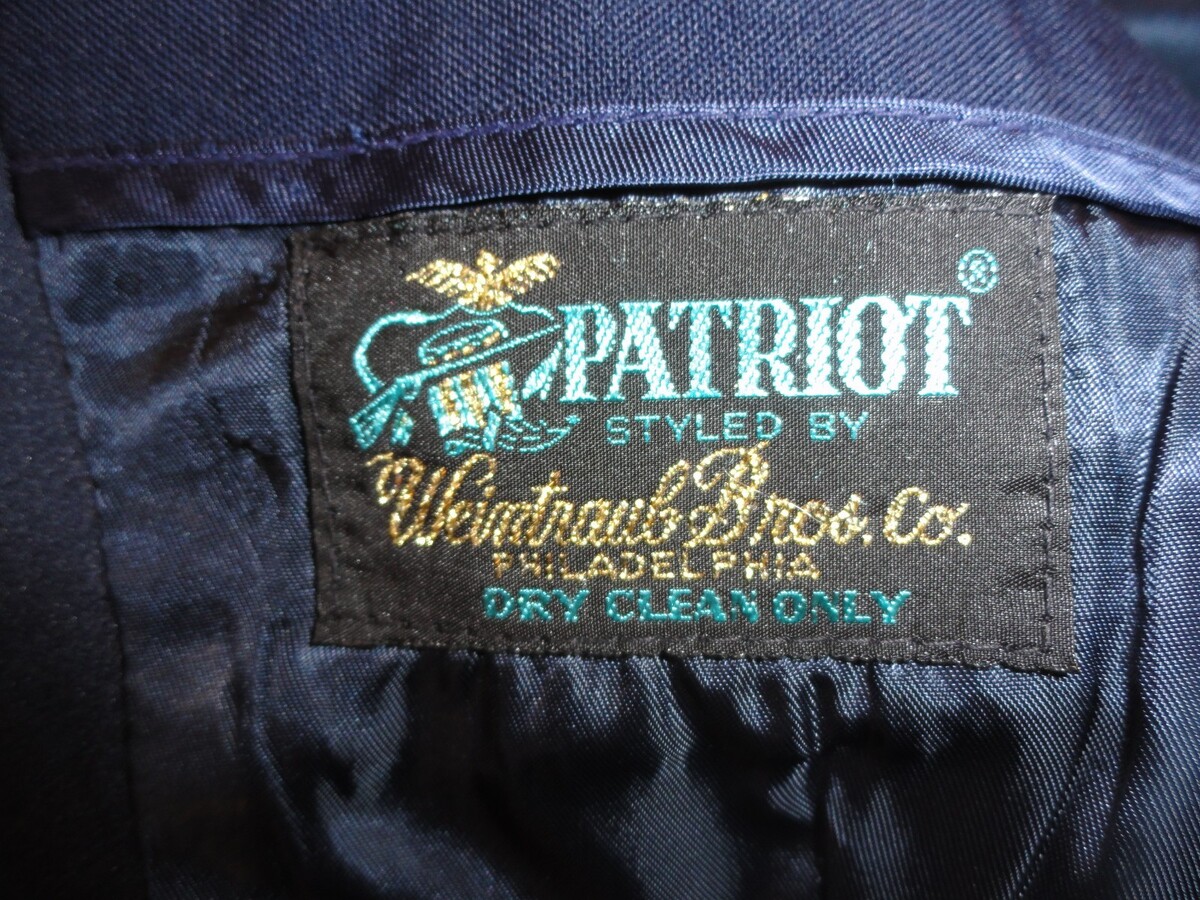 PATRIOT®
STYLED BY
Weintraub Bros. Co.
PHILADELPHIA
DRY CLEAN ONLY